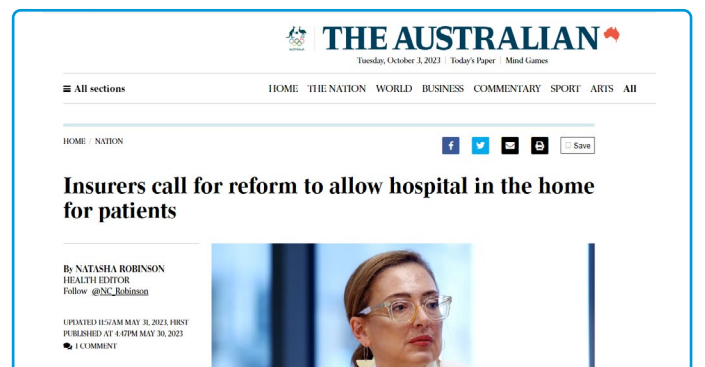 THE AUSTRALIAN
Tuesday, October 3, 2023 | Today's Paper | Mind Games
All sections
HOME THE NATION WORLD BUSINESS COMMENTARY SPORT ARTS All
HOME / NATION
Save
Insurers call for reform to allow hospital in the home
for patients
By NATASHA ROBINSON
HEALTH EDITOR
Follow @NC_Robinson
UPDATED 11:57AM MAY 31, 2023, FIRST
PUBLISHED AT 4:47PM MAY 30, 2023
1 COMMENT